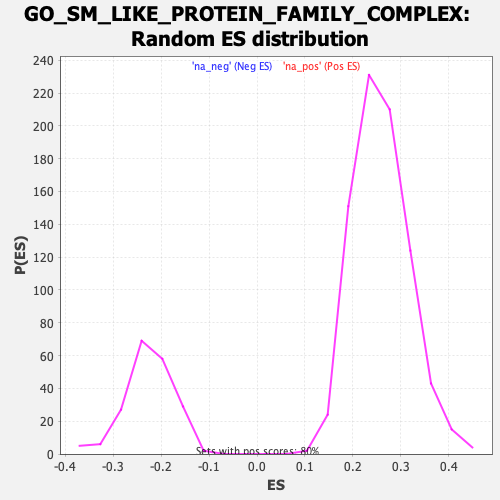 GO_SM_LIKE_PROTEIN_FAMILY_COMPLEX:
Random ES distribution
'na_neg' (Neg ES) 'na_pos' (Pos ES)
240
220
200
180
160
140
120
100
80
60
40
20
0
P(ES)
Sets with pos scores: 80%
-0.4 -0.3 -0.2 -0.1 0.0 0.1 0.2 0.3 0.4
ES